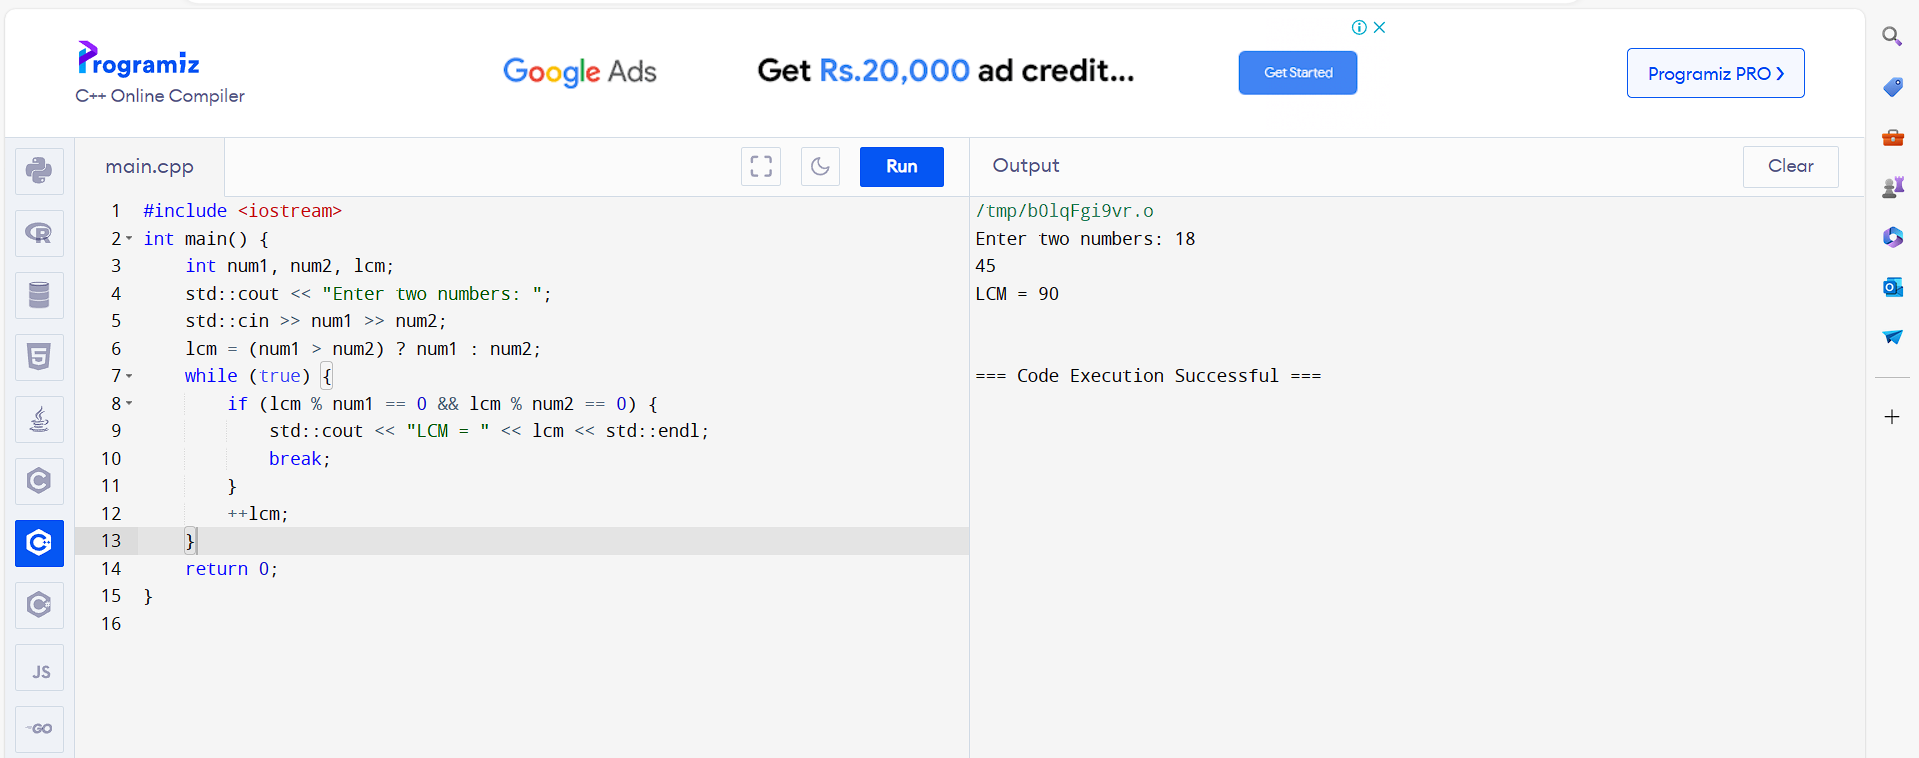 Programiz
C++ Online Compiler
Google Ads
Get Rs.20,000 ad credit...
Get Started
Programiz PRO >
main.cpp
Run
Output
Clear
1 #include <iostream>
2 int main() {
3     int num1, num2, lcm;
4     std::cout << "Enter two numbers: ";
5     std::cin >> num1 >> num2;
6     lcm = (num1 > num2) ? num1 : num2;
7     while (true) {
8         if (lcm % num1 == 0 && lcm % num2 == 0) {
9             std::cout << "LCM = " << lcm << std::endl;
10             break;
11         }
12         ++lcm;
13     }
14     return 0;
15 }
16
/tmp/b0lqFgi9vr.o
Enter two numbers: 18
45
LCM = 90
=== Code Execution Successful ===
R
5
C
C++
C#
JS
GO